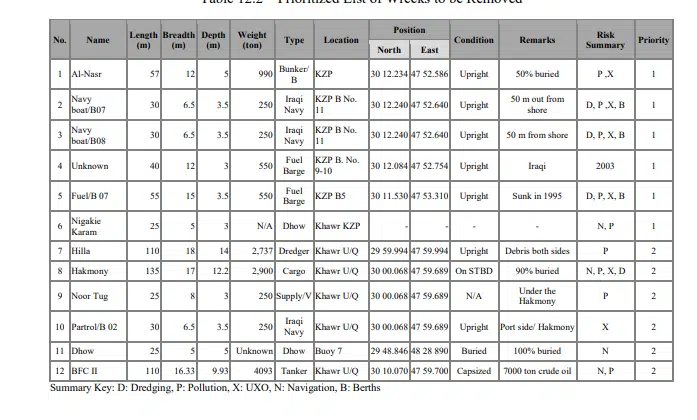 Table 12.2 Prioritized List of Wrecks to be Removed
No. Name Length (m) Breadth (m) Depth (m) Weight (ton) Type Location Position North East Condition Remarks Risk Summary Priority
1 Al-Nasr 57 12 5 990 Bunker/ B KZP 30 12.234 47 52.586 Upright 50% buried P ,X 1
2 Navy boat/B07 30 6.5 3.5 250 Iraqi Navy KZP B No. 11 30 12.240 47 52.640 Upright 50 m out from shore D, P ,X, B 1
3 Navy boat/B08 30 6.5 3.5 250 Iraqi Navy KZP B No. 11 30 12.240 47 52.640 Upright 50 m from shore D, P, X, B 1
4 Unknown 40 12 3 550 Fuel Barge KZP B. No. 9-10 30 12.084 47 52.754 Upright Iraqi 2003 1
5 Fuel/B 07 55 15 3.5 550 Fuel Barge KZP B5 30 11.530 47 53.310 Upright Sunk in 1995 D, P, X, B 1
6 Nigakie Karam 25 5 3 N/A Dhow Khawr KZP - - - - N, P 1
7 Hilla 110 18 14 2,737 Dredger Khawr U/Q 29 59.994 47 59.994 Upright Debris both sides P 2
8 Hakmony 135 17 12.2 2,900 Cargo Khawr U/Q 30 00.068 47 59.689 On STBD 90% buried N, P, X, D 2
9 Noor Tug 25 8 3 250 Supply/V Khawr U/Q 30 00.068 47 59.689 N/A Under the Hakmony P 2
10 Partrol/B 02 30 6.5 3.5 250 Iraqi Navy Khawr U/Q 30 00.068 47 59.689 Upright Port side/ Hakmony X 2
11 Dhow 25 5 5 Unknown Dhow Buoy 7 29 48.846 48 28 890 Buried 100% buried N 2
12 BFC II 110 16.33 9.93 4093 Tanker Khawr U/Q 30 10.070 47 59.700 Capsized 7000 ton crude oil N, P 2
Summary Key: D: Dredging, P: Pollution, X: UXO, N: Navigation, B: Berths